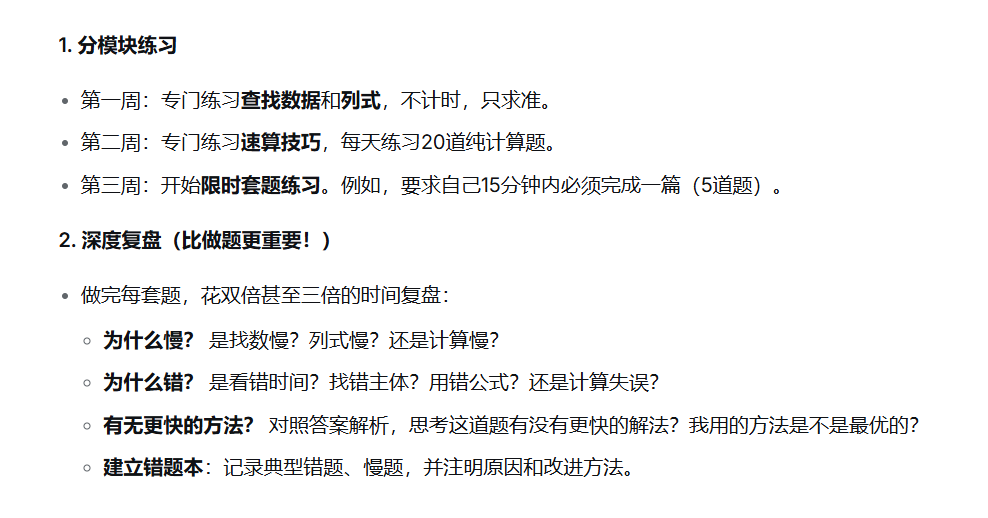 1. 分模块练习
• 第一周：专门练习查找数据和列式，不计时，只求准。
• 第二周：专门练习速算技巧，每天练习20道纯计算题。
• 第三周：开始限时套题练习。例如，要求自己15分钟内必须完成一篇（5道题）。
2. 深度复盘（比做题更重要！）
• 做完每套题，花双倍甚至三倍的时间复盘：
◦ 为什么慢？ 是找数慢？列式慢？还是计算慢？
◦ 为什么错？ 是看错时间？找错主体？用错公式？还是计算失误？
◦ 有无更快的方法？ 对照答案解析，思考这道题有没有更快的解法？我用的方法是不是最优的？
◦ 建立错题本：记录典型错题、慢题，并注明原因和改进方法。